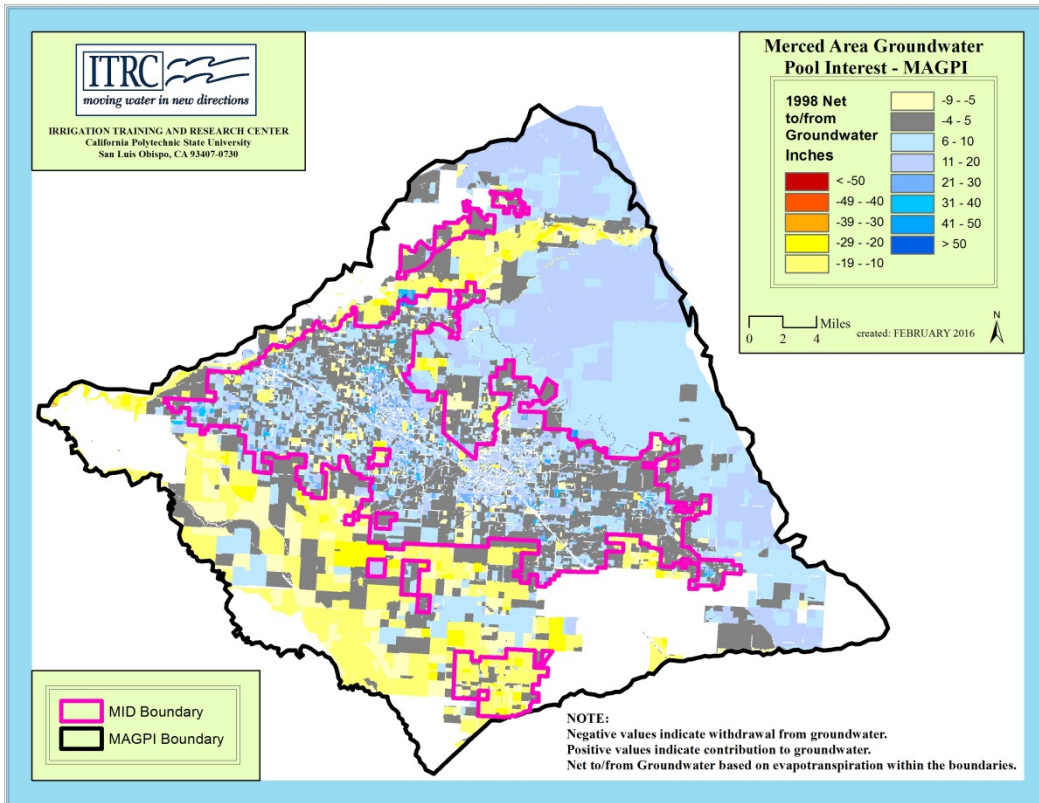 ITRC
moving water in new directions
IRRIGATION TRAINING AND RESEARCH CENTER
California Polytechnic State University
San Luis Obispo, CA 93407-0730
Merced Area Groundwater
Pool Interest - MAGPI
1998 Net
to/from
Groundwater
Inches
< -50
-49 - -40
-39 - -30
-29 - -20
-19 - -10
-9 - -5
-4 - 5
6 - 10
11 - 20
21 - 30
31 - 40
41 - 50
> 50
Miles
0 2 4
created: FEBRUARY 2016
N
MID Boundary
MAGPI Boundary
NOTE:
Negative values indicate withdrawal from groundwater.
Positive values indicate contribution to groundwater.
Net to/from Groundwater based on evapotranspiration within the boundaries.